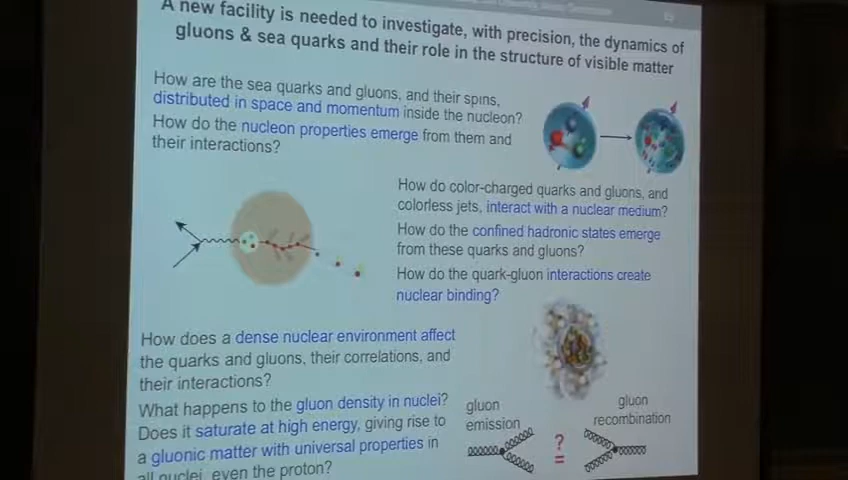 A new facility is needed to investigate, with precision, the dynamics of
gluons & sea quarks and their role in the structure of visible matter
How are the sea quarks and gluons, and their spins,
distributed in space and momentum inside the nucleon?
How do the nucleon properties emerge from them and
their interactions?
How do color-charged quarks and gluons, and
colorless jets, interact with a nuclear medium?
How do the confined hadronic states emerge
from these quarks and gluons?
How do the quark-gluon interactions create
nuclear binding?
How does a dense nuclear environment affect
the quarks and gluons, their correlations, and
their interactions?
What happens to the gluon density in nuclei?
Does it saturate at high energy, giving rise to
a gluonic matter with universal properties in
all nuclei, even the proton?
gluon
emission
?
=
gluon
recombination